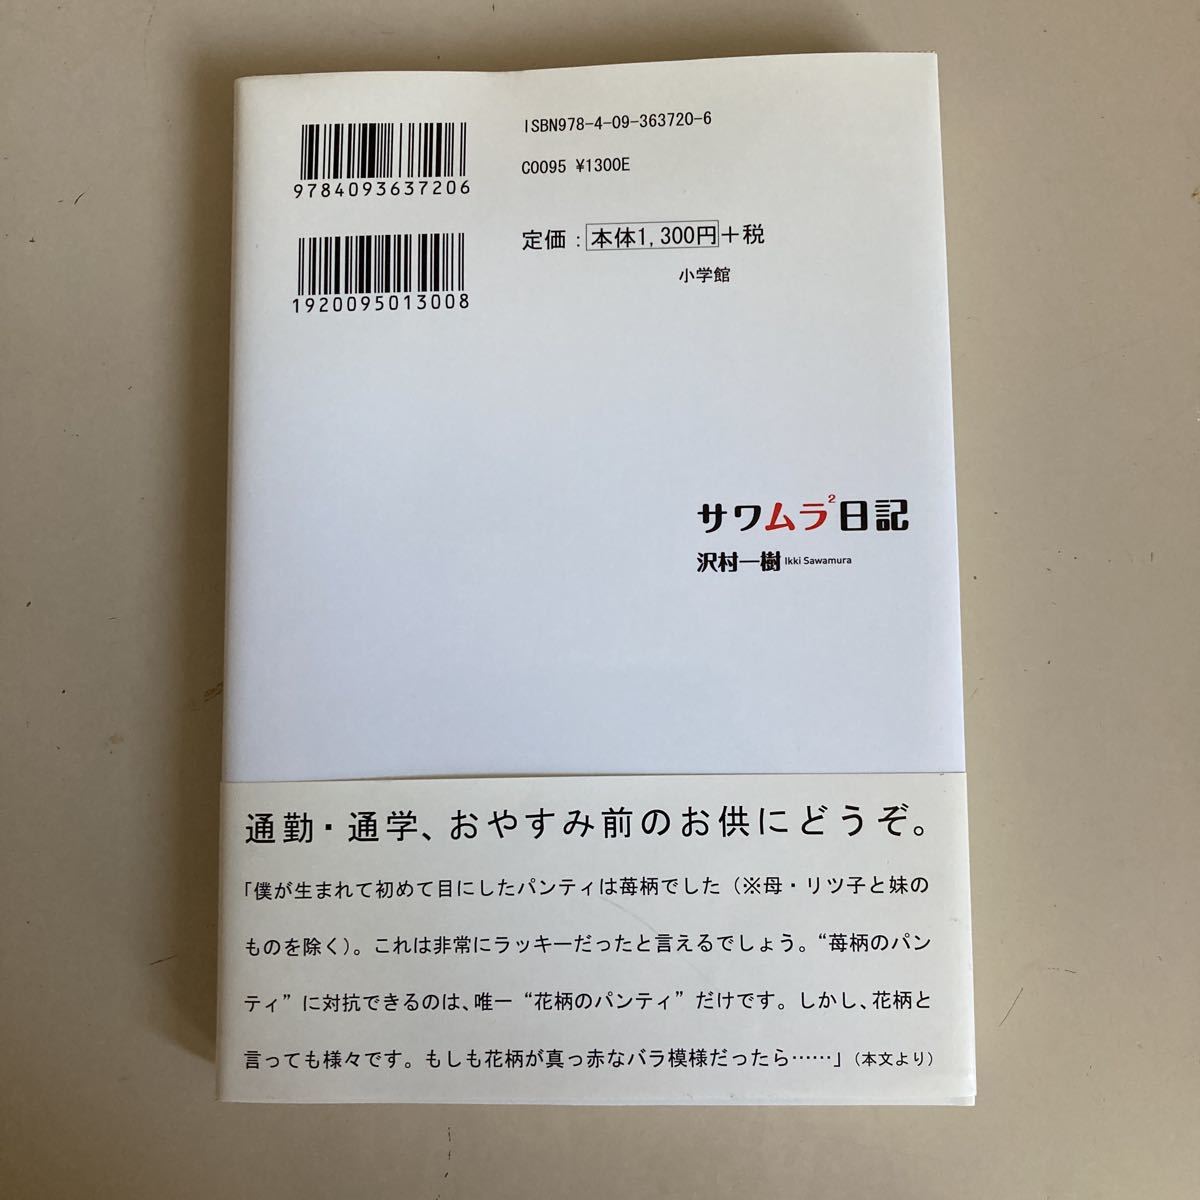 ISBN978-4-09-363720-6
9784093637206
C0095 ¥1300E
定価：本体1,300円＋税
小学館
1920095013008
サワムラ²日記
沢村一樹 Ikki Sawamura
通勤・通学、おやすみ前のお供にどうぞ。
「僕が生まれて初めて目にしたパンティは苺柄でした（※母・リツ子と妹の
ものを除く）。これは非常にラッキーだったと言えるでしょう。“苺柄のパン
ティ”に対抗できるのは、唯一“花柄のパンティ”だけです。しかし、花柄と
言っても様々です。もしも花柄が真っ赤なバラ模様だったら……」（本文より）